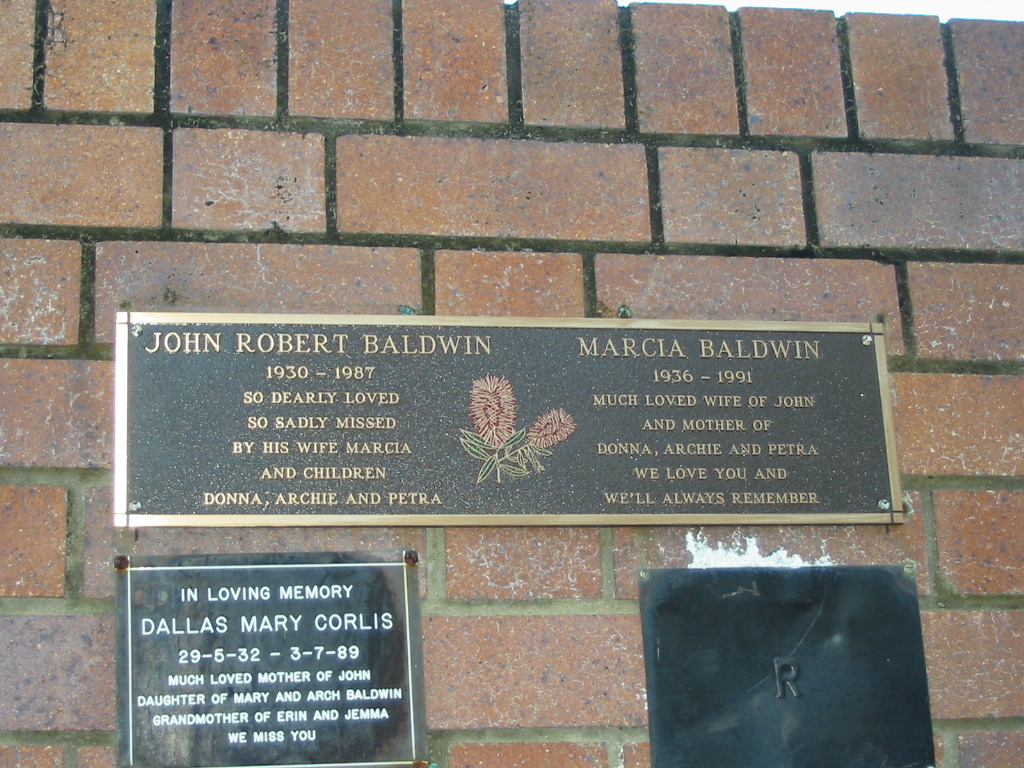 JOHN ROBERT BALDWIN
1930 - 1987
SO DEARLY LOVED
SO SADLY MISSED
BY HIS WIFE MARCIA
AND CHILDREN
DONNA, ARCHIE AND PETRA
MARCIA BALDWIN
1936 - 1991
MUCH LOVED WIFE OF JOHN
AND MOTHER OF
DONNA, ARCHIE AND PETRA
WE LOVE YOU AND
WE'LL ALWAYS REMEMBER
IN LOVING MEMORY
DALLAS MARY CORLIS
29-5-32 - 3-7-89
MUCH LOVED MOTHER OF JOHN
DAUGHTER OF MARY AND ARCH BALDWIN
GRANDMOTHER OF ERIN AND JEMMA
WE MISS YOU
R